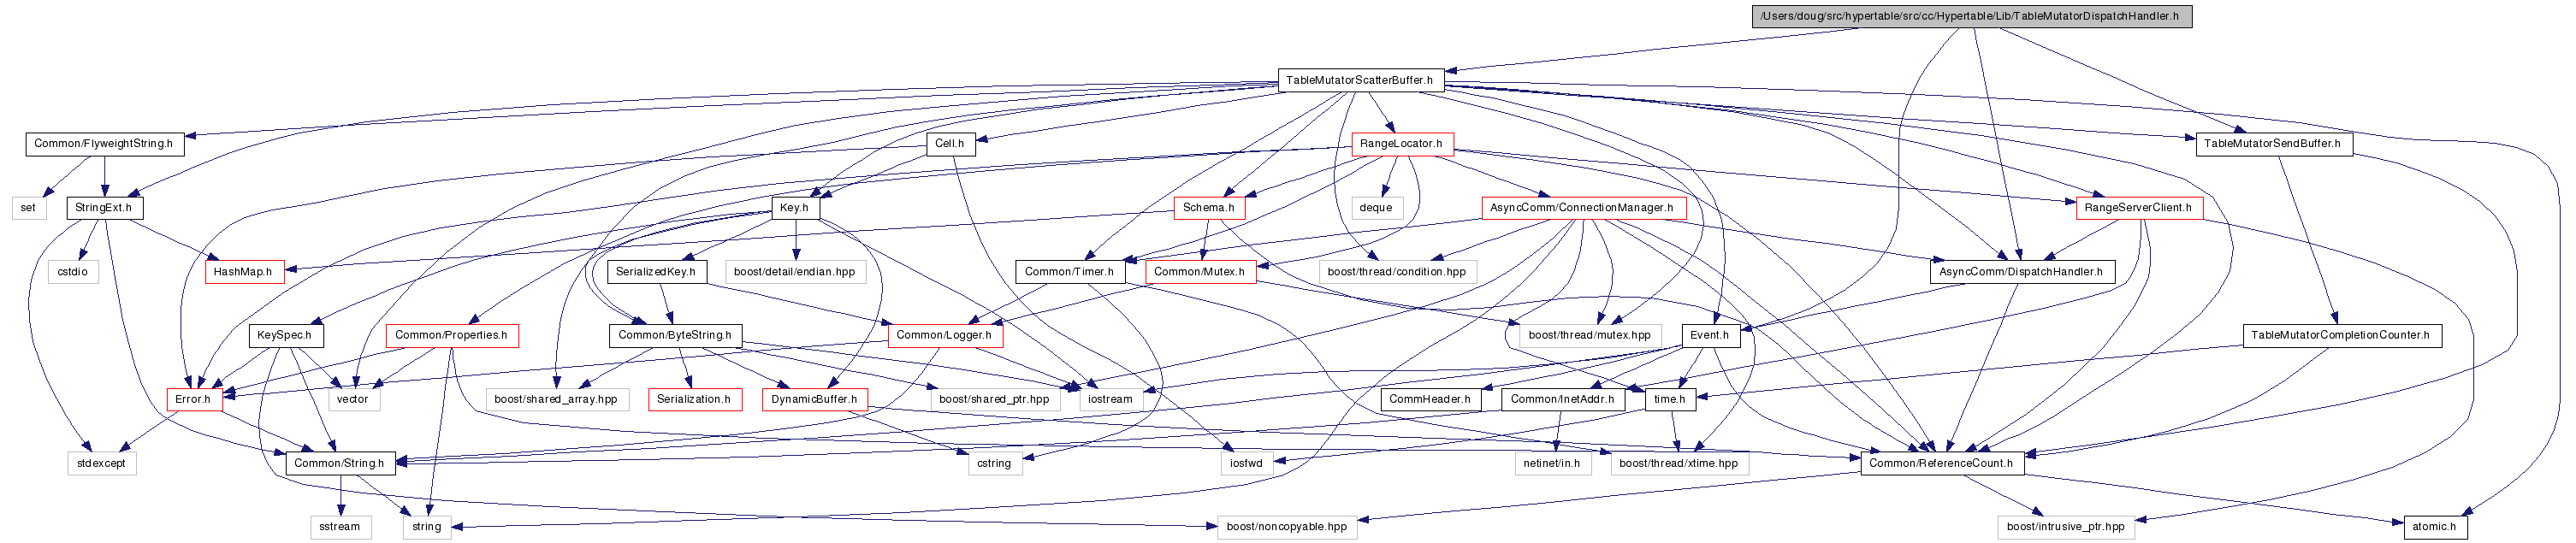 /Users/doug/src/hypertable/src/cc/Hypertable/Lib/TableMutatorDispatchHandler.h
TableMutatorScatterBuffer.h
Common/FlyweightString.h
Cell.h
RangeLocator.h
TableMutatorSendBuffer.h
set
StringExt.h
Key.h
Schema.h
deque
AsyncComm/ConnectionManager.h
RangeServerClient.h
cstdio
HashMap.h
SerializedKey.h
boost/detail/endian.hpp
Common/Timer.h
Common/Mutex.h
boost/thread/condition.hpp
AsyncComm/DispatchHandler.h
KeySpec.h
Common/Properties.h
Common/ByteString.h
Common/Logger.h
boost/thread/mutex.hpp
Event.h
TableMutatorCompletionCounter.h
Error.h
vector
boost/shared_array.hpp
Serialization.h
DynamicBuffer.h
boost/shared_ptr.hpp
iostream
CommHeader.h
Common/InetAddr.h
time.h
stdexcept
Common/String.h
cstring
iosfwd
netinet/in.h
boost/thread/xtime.hpp
Common/ReferenceCount.h
sstream
string
boost/noncopyable.hpp
boost/intrusive_ptr.hpp
atomic.h